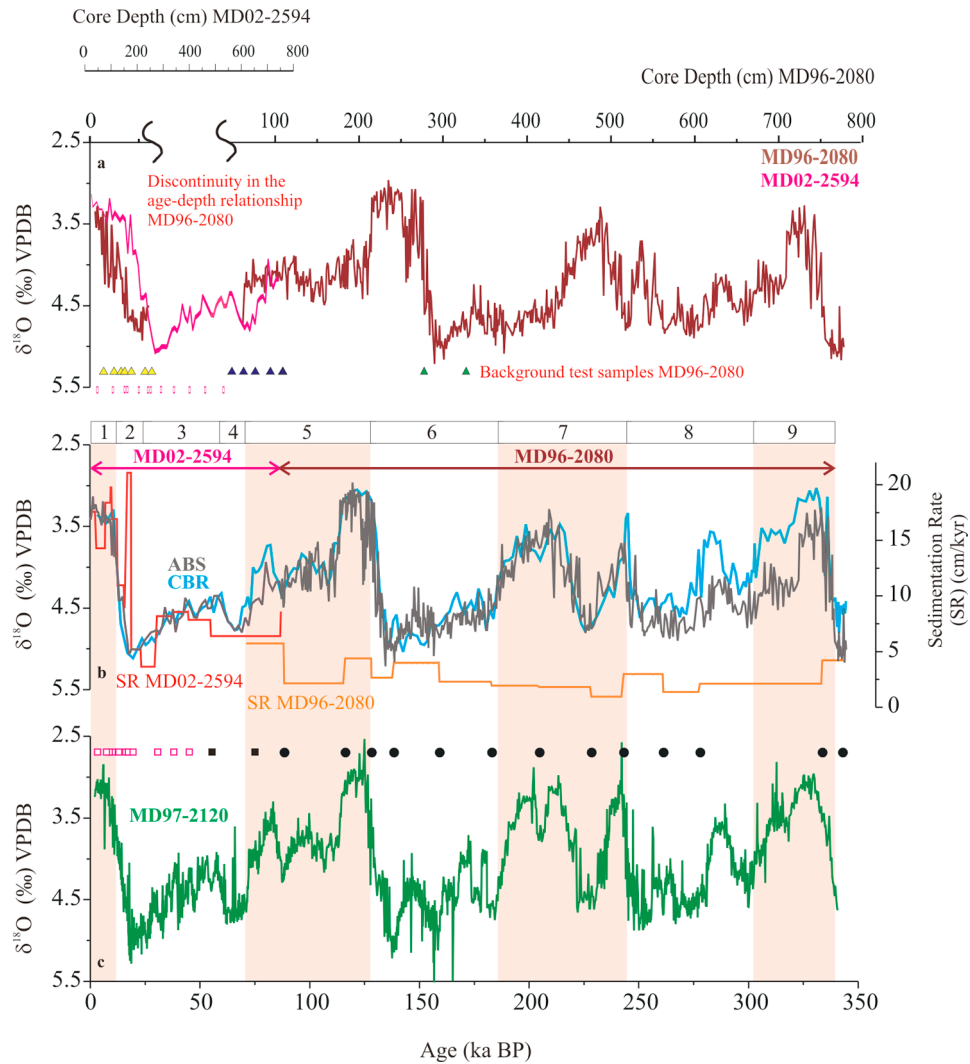 Core Depth (cm) MD02-2594
0 200 400 600 800
Core Depth (cm) MD96-2080
0 100 200 300 400 500 600 700 800
2.5
3.5
4.5
5.5
δ18O (‰) VPDB
a
MD96-2080
MD02-2594
Discontinuity in the
age-depth relationship
MD96-2080
Background test samples MD96-2080
1 2 3 4 5 6 7 8 9
2.5
3.5
4.5
5.5
δ18O (‰) VPDB
MD02-2594
MD96-2080
ABS
CBR
b
SR MD02-2594
SR MD96-2080
20
15
10
5
0
Sedimentation Rate
(SR) (cm/kyr)
2.5
3.5
4.5
5.5
δ18O (‰) VPDB
MD97-2120
c
0 50 100 150 200 250 300 350
Age (ka BP)